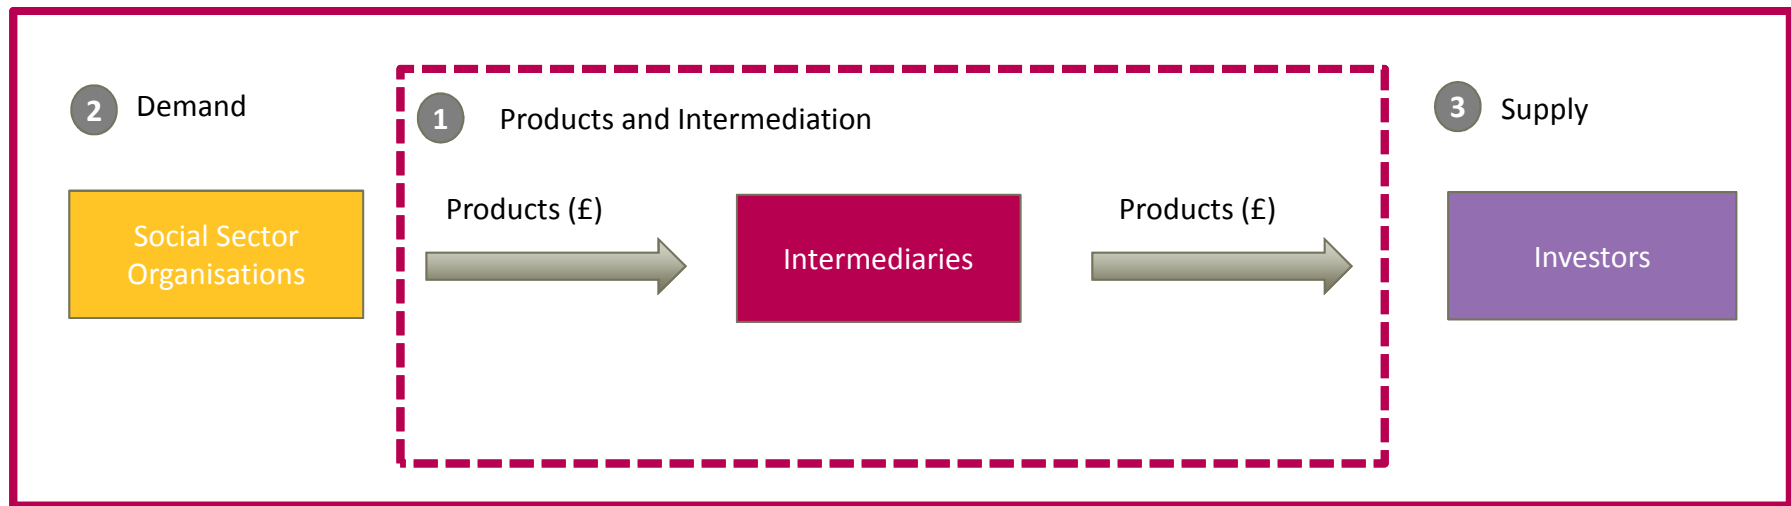 2 Demand
1 Products and Intermediation
3 Supply
Social Sector
Organisations
Products (£)
Intermediaries
Products (£)
Investors